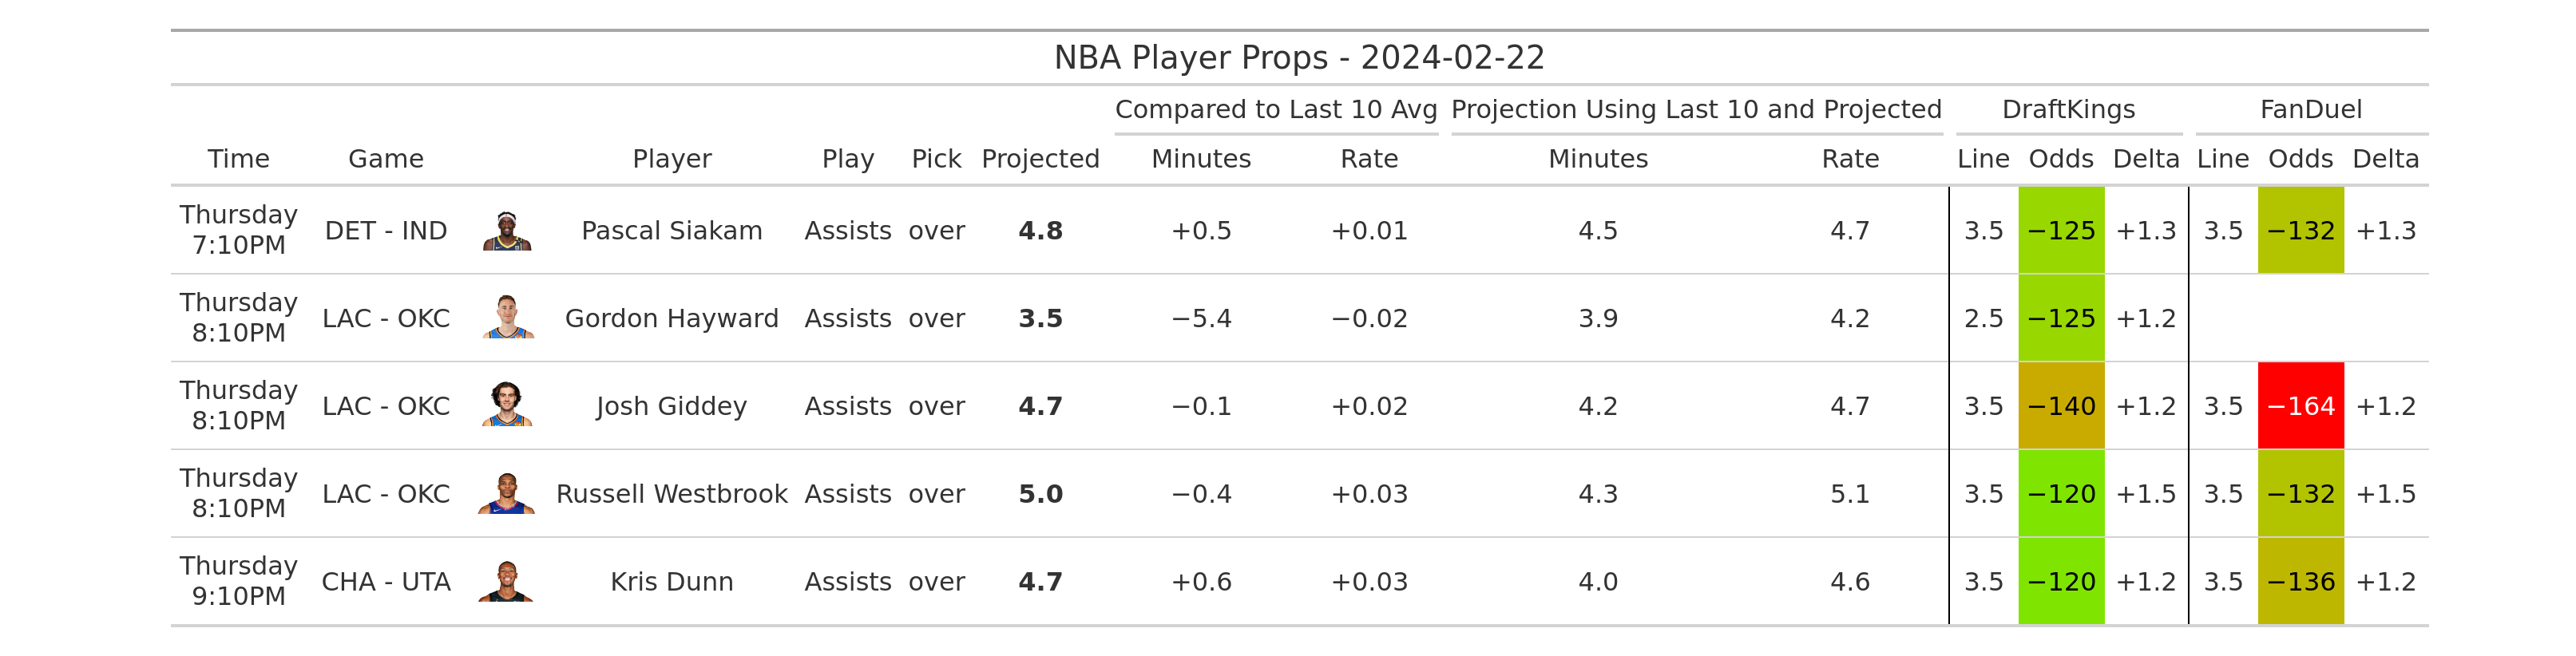 NBA Player Props - 2024-02-22
Compared to Last 10 Avg Projection Using Last 10 and Projected DraftKings FanDuel
Time Game Player Play Pick Projected Minutes Rate Minutes Rate Line Odds Delta Line Odds Delta
Thursday
7:10PM DET - IND Pascal Siakam Assists over 4.8 +0.5 +0.01 4.5 4.7 3.5 −125 +1.3 3.5 −132 +1.3
Thursday
8:10PM LAC - OKC Gordon Hayward Assists over 3.5 −5.4 −0.02 3.9 4.2 2.5 −125 +1.2
Thursday
8:10PM LAC - OKC Josh Giddey Assists over 4.7 −0.1 +0.02 4.2 4.7 3.5 −140 +1.2 3.5 −164 +1.2
Thursday
8:10PM LAC - OKC Russell Westbrook Assists over 5.0 −0.4 +0.03 4.3 5.1 3.5 −120 +1.5 3.5 −132 +1.5
Thursday
9:10PM CHA - UTA Kris Dunn Assists over 4.7 +0.6 +0.03 4.0 4.6 3.5 −120 +1.2 3.5 −136 +1.2